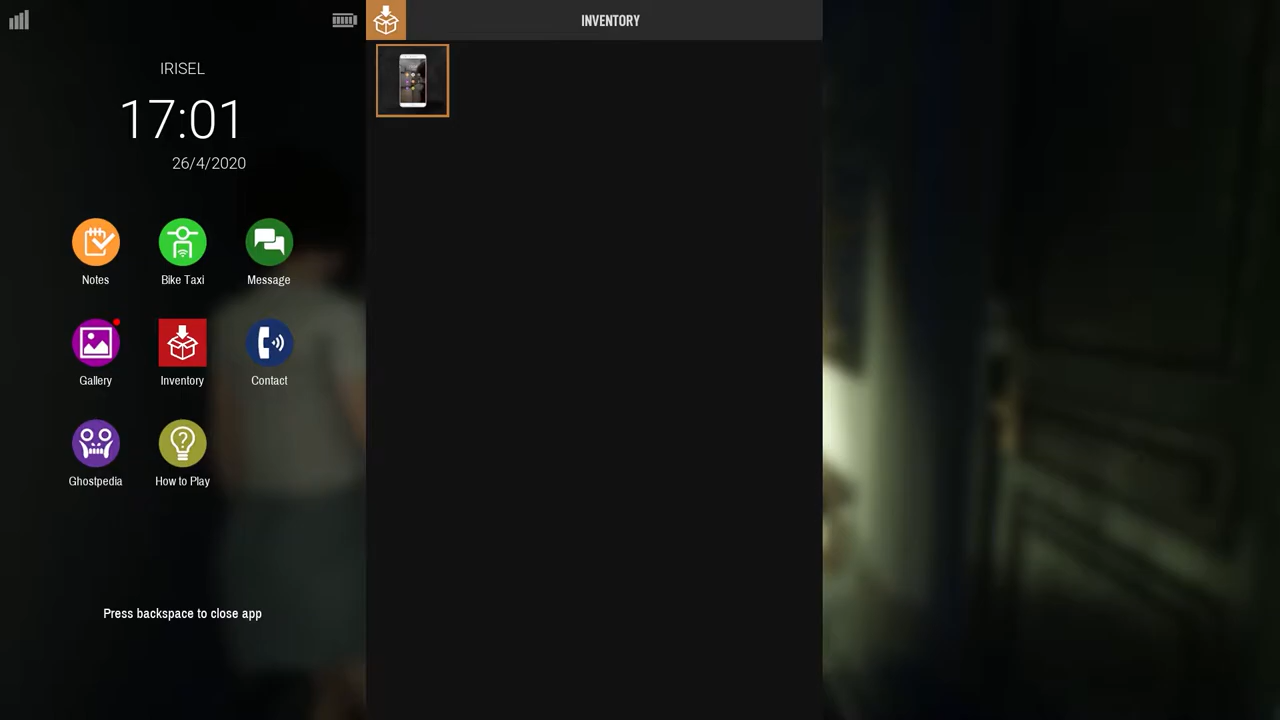 INVENTORY
IRISEL
17:01
26/4/2020
Notes
Bike Taxi
Message
Gallery
Inventory
Contact
Ghostpedia
How to Play
Press backspace to close app